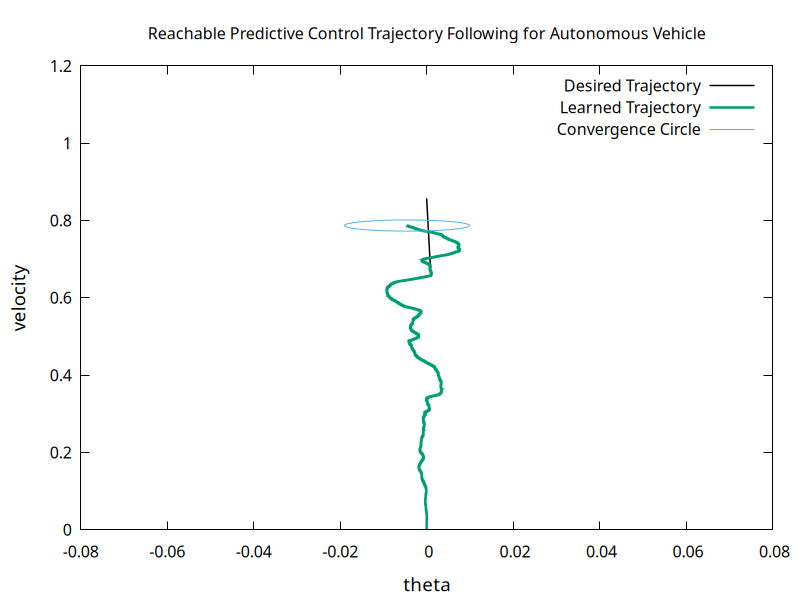 Reachable Predictive Control Trajectory Following for Autonomous Vehicle
Desired Trajectory
Learned Trajectory
Convergence Circle
velocity
1.2
1
0.8
0.6
0.4
0.2
0
-0.08 -0.06 -0.04 -0.02 0 0.02 0.04 0.06 0.08
theta